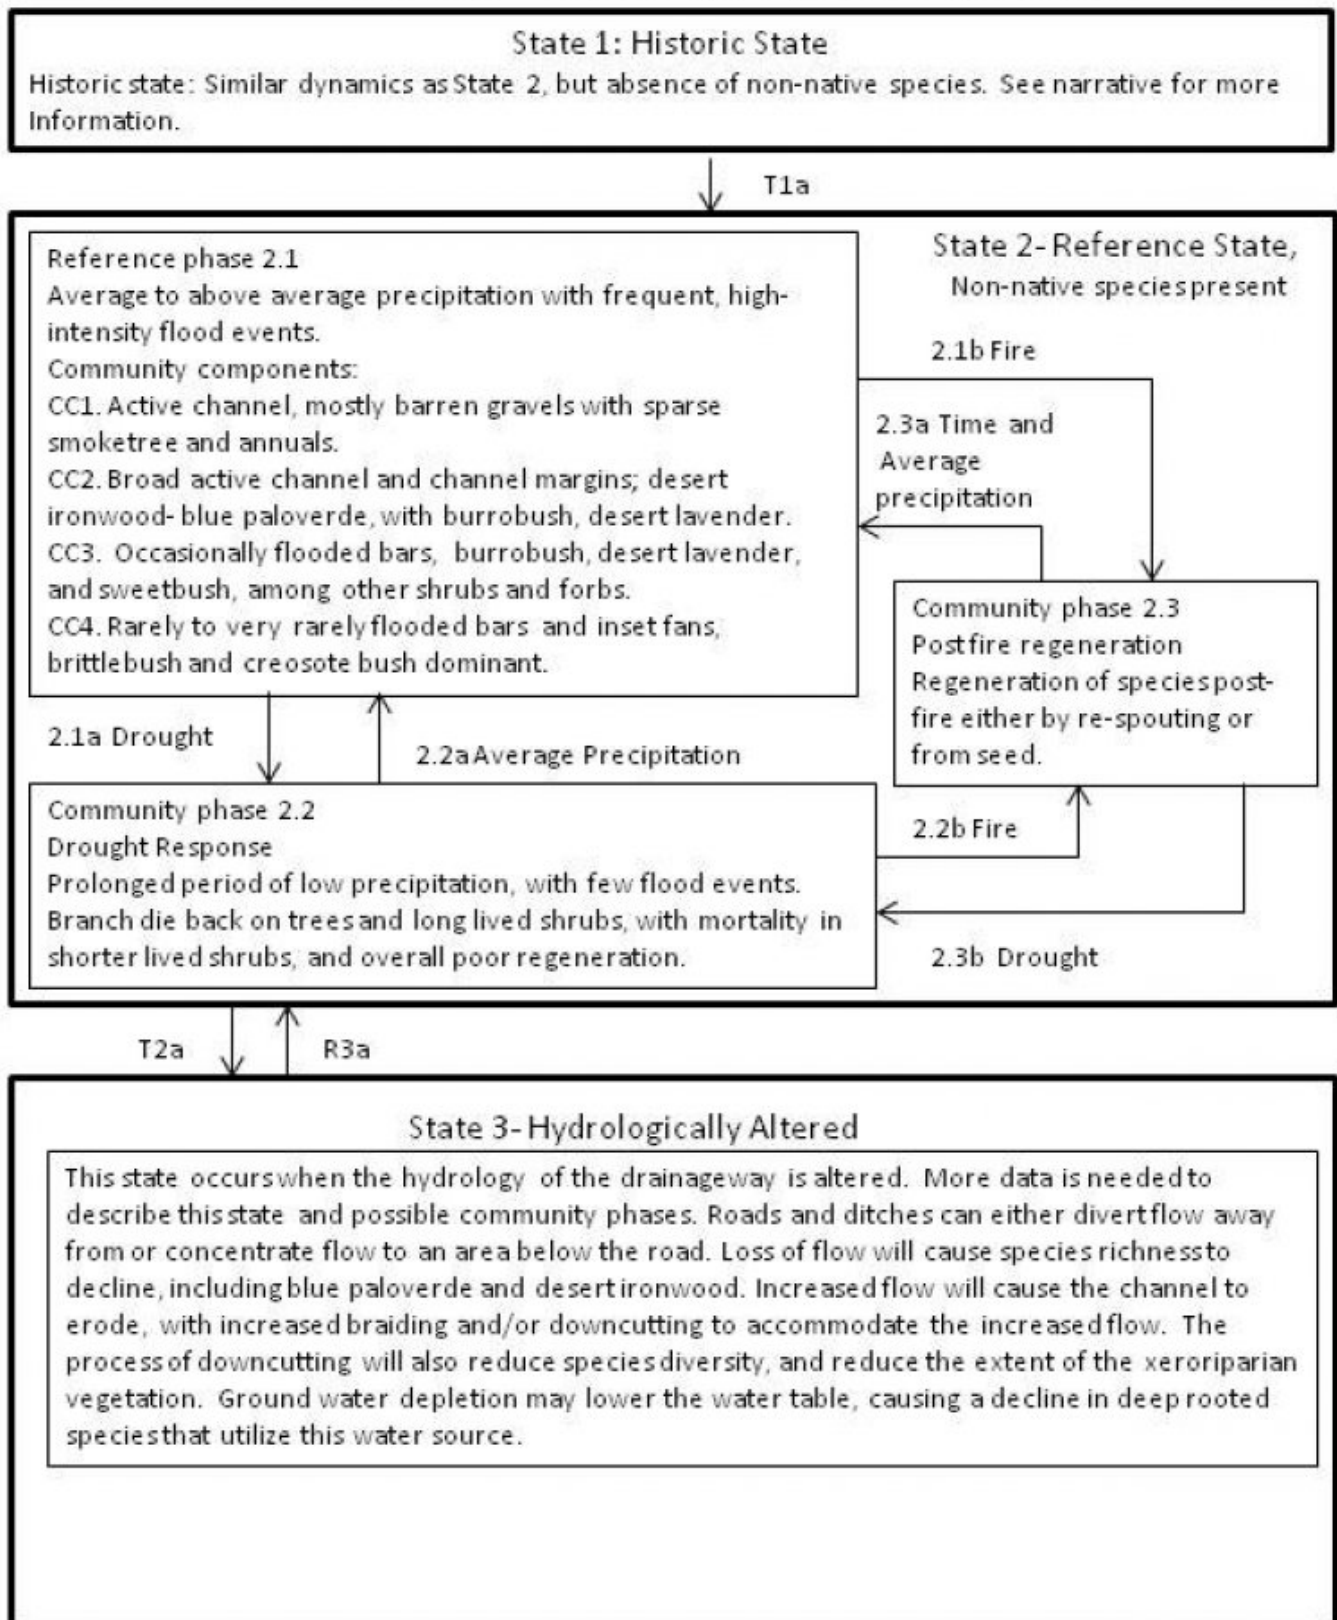 State 1: Historic State
Historic state: Similar dynamics as State 2, but absence of non-native species. See narrative for more
Information.
T1a
State 2- Reference State,
Non-native species present
Reference phase 2.1
Average to above average precipitation with frequent, high-
intensity flood events.
Community components:
CC1. Active channel, mostly barren gravels with sparse
smoketree and annuals.
CC2. Broad active channel and channel margins; desert
ironwood- blue paloverde, with burrobush, desert lavender.
CC3. Occasionally flooded bars, burrobush, desert lavender,
and sweetbush, among other shrubs and forbs.
CC4. Rarely to very rarely flooded bars and inset fans,
brittlebush and creosote bush dominant.
2.1b Fire
2.3a Time and
Average
precipitation
Community phase 2.3
Postfire regeneration
Regeneration of species post-
fire either by re-spouting or
from seed.
2.1a Drought
2.2a Average Precipitation
Community phase 2.2
Drought Response
Prolonged period of low precipitation, with few flood events.
Branch die back on trees and long lived shrubs, with mortality in
shorter lived shrubs, and overall poor regeneration.
2.2b Fire
2.3b Drought
T2a
R3a
State 3- Hydrologically Altered
This state occurs when the hydrology of the drainageway is altered. More data is needed to
describe this state and possible community phases. Roads and ditches can either divert flow away
from or concentrate flow to an area below the road. Loss of flow will cause species richness to
decline, including blue paloverde and desert ironwood. Increased flow will cause the channel to
erode, with increased braiding and/or downcutting to accommodate the increased flow. The
process of downcutting will also reduce species diversity, and reduce the extent of the xeroriparian
vegetation. Ground water depletion may lower the water table, causing a decline in deep rooted
species that utilize this water source.